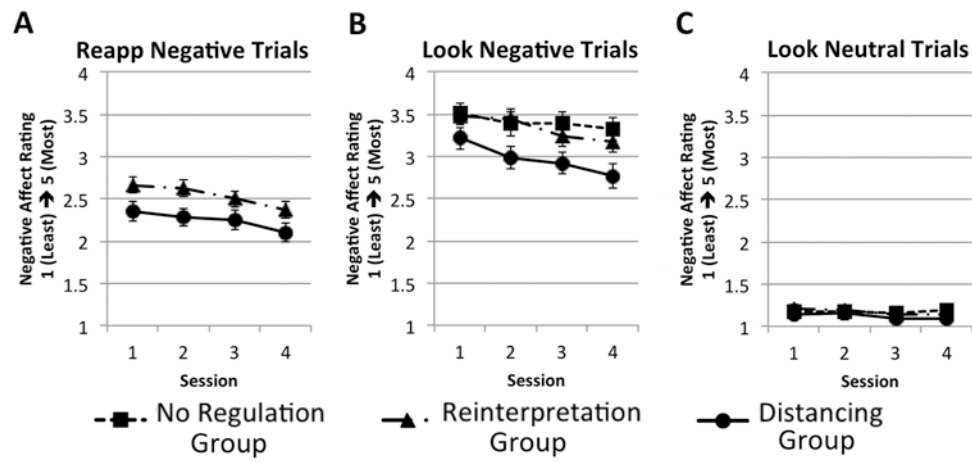 A
Reapp Negative Trials
Negative Affect Rating
1 (Least) → 5 (Most)
4
3.5
3
2.5
2
1.5
1
1 2 3 4
Session
B
Look Negative Trials
Negative Affect Rating
1 (Least) → 5 (Most)
4
3.5
3
2.5
2
1.5
1
1 2 3 4
Session
C
Look Neutral Trials
Negative Affect Rating
1 (Least) → 5 (Most)
4
3.5
3
2.5
2
1.5
1
1 2 3 4
Session
No Regulation
Group
Reinterpretation
Group
Distancing
Group